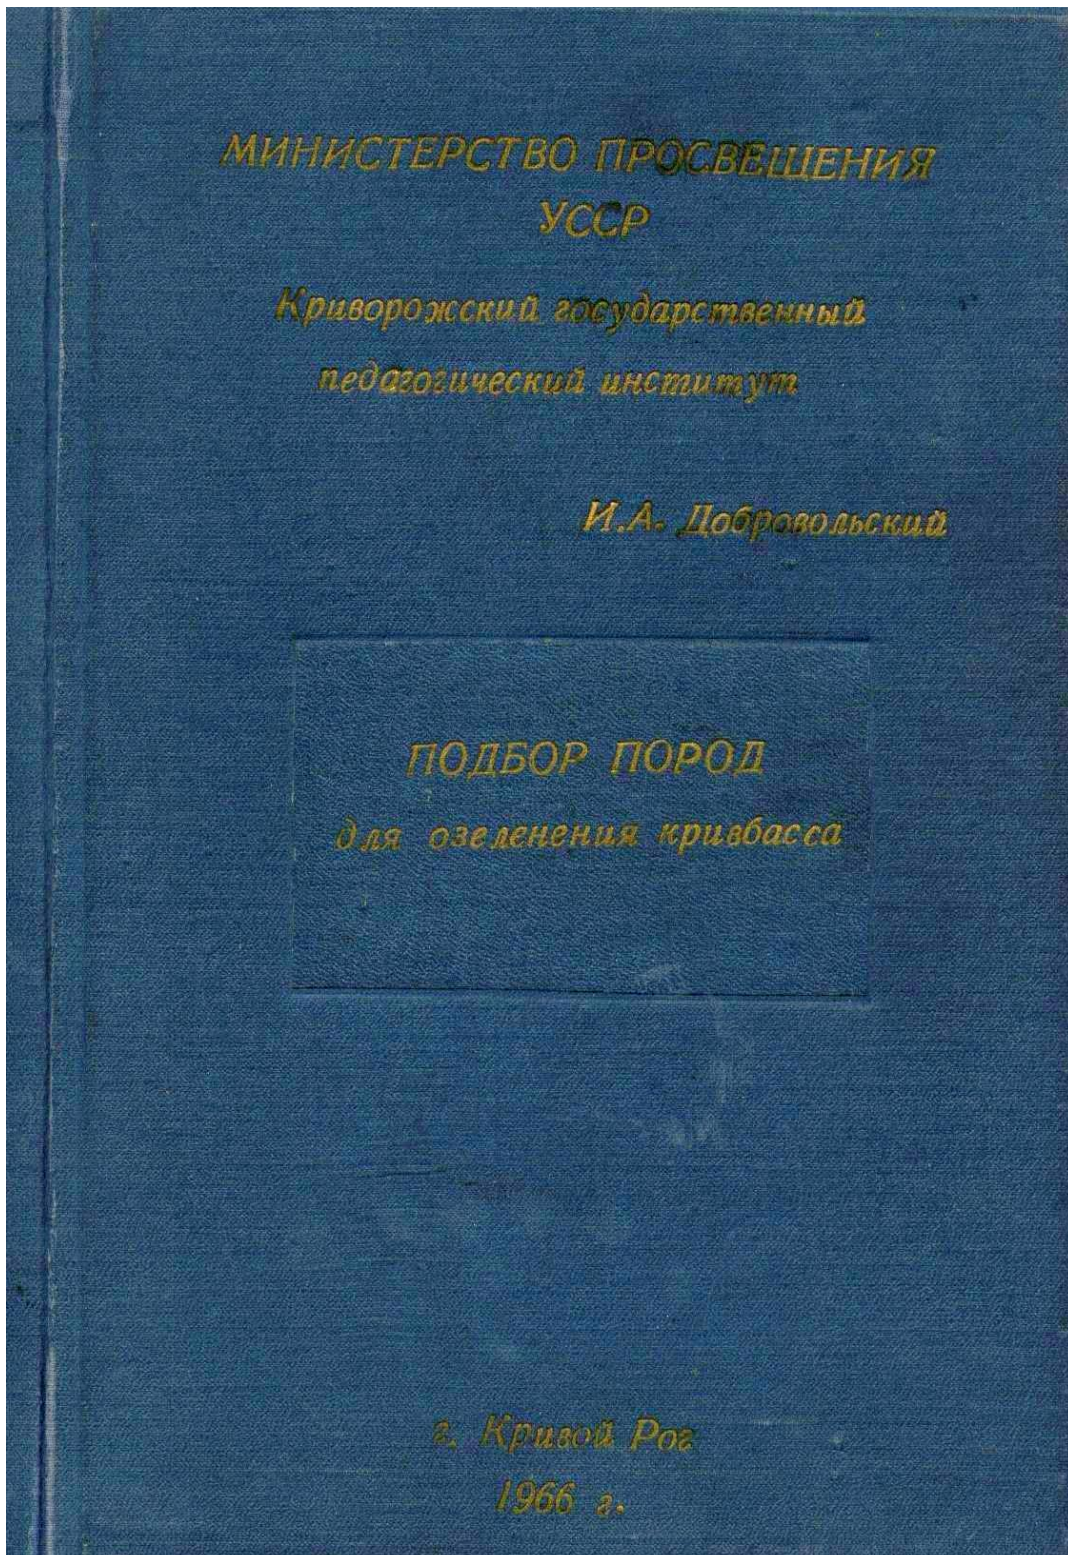 МИНИСТЕРСТВО ПРОСВЕЩЕНИЯ
УССР
Криворожский государственный
педагогический институт
И.А. Добровольский
ПОДБОР ПОРОД
для озеленения кривбасса
г. Кривой Рог
1966 г.